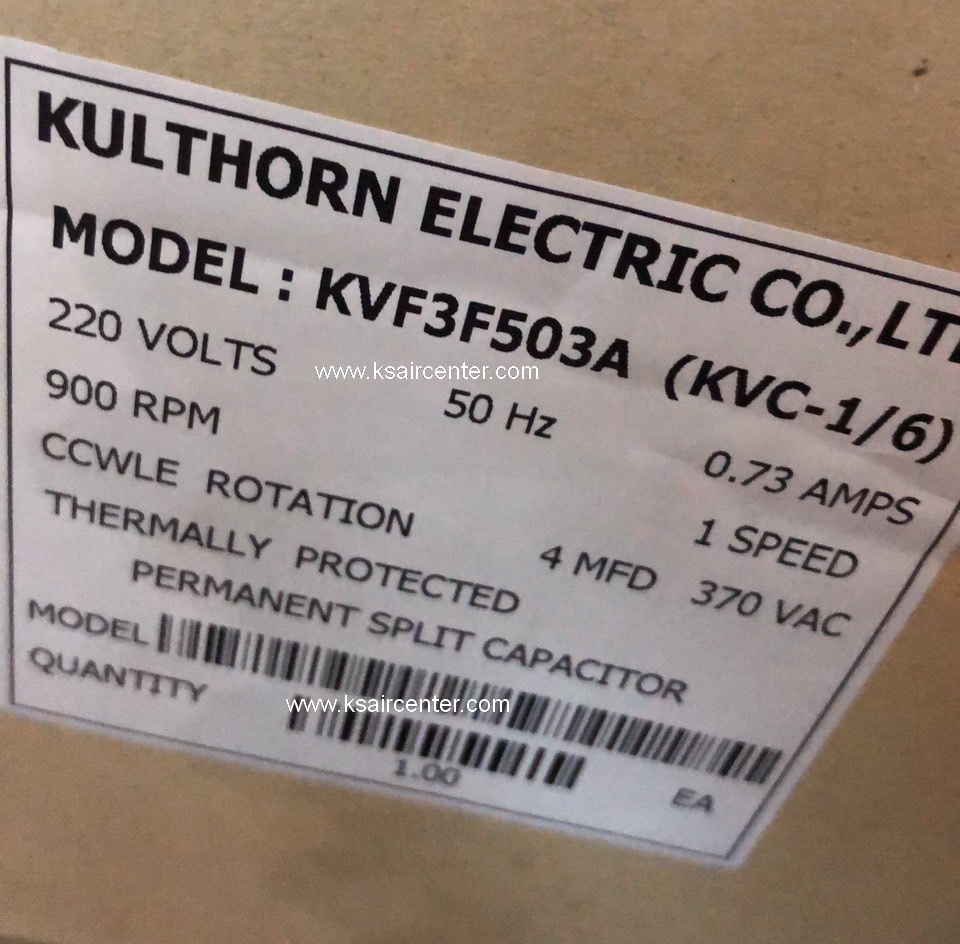 KULTHORN ELECTRIC CO.,LT
MODEL : KVF3F503A (KVC-1/6)
220 VOLTS 50 Hz 0.73 AMPS
900 RPM 1 SPEED
CCWLE ROTATION 4 MFD 370 VAC
THERMALLY PROTECTED
PERMANENT SPLIT CAPACITOR
MODEL
QUANTITY
1.00 EA
www.ksaircenter.com
www.ksaircenter.com